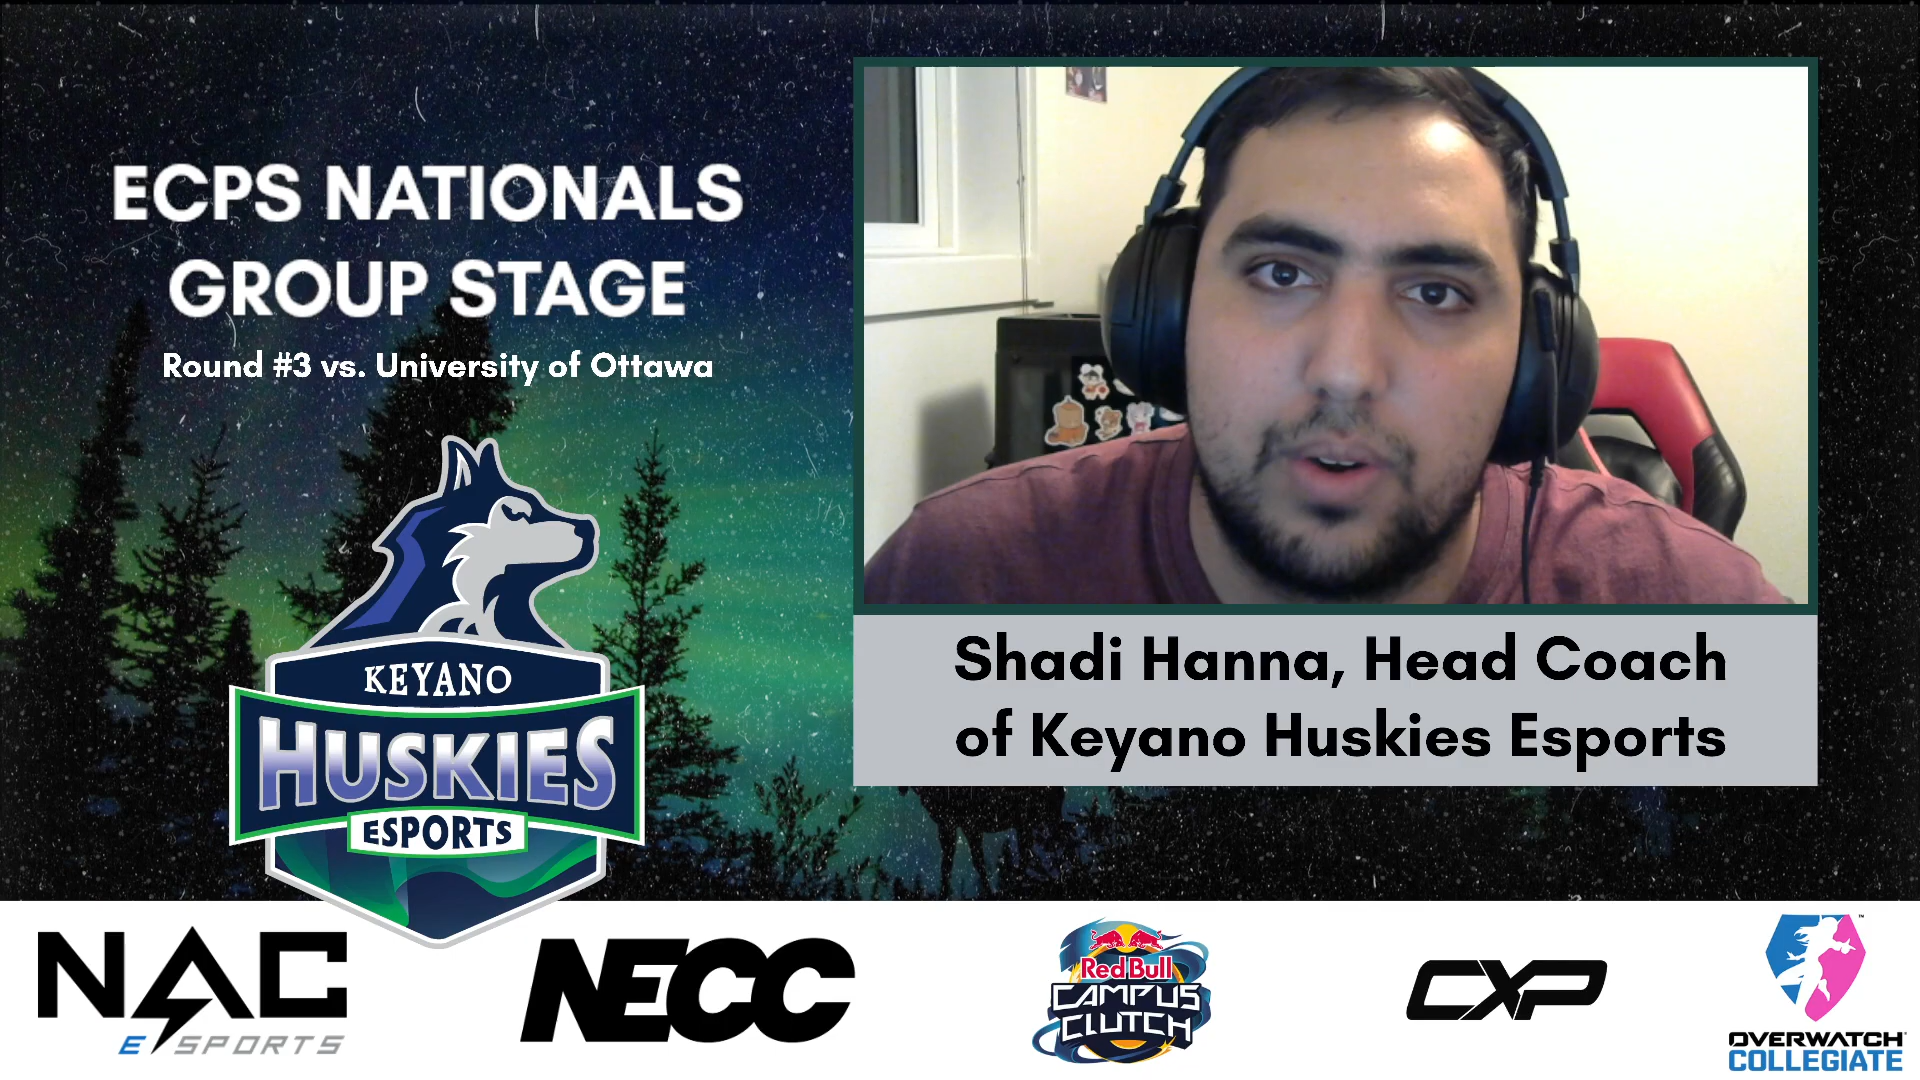 ECPS NATIONALS
GROUP STAGE
Round #3 vs. University of Ottawa
KEYANO
HUSKIES
ESPORTS
Shadi Hanna, Head Coach
of Keyano Huskies Esports
NAC
ESPORTS
NECC
Red Bull
CAMPUS
CLUTCH
CXP
™
OVERWATCH
COLLEGIATE